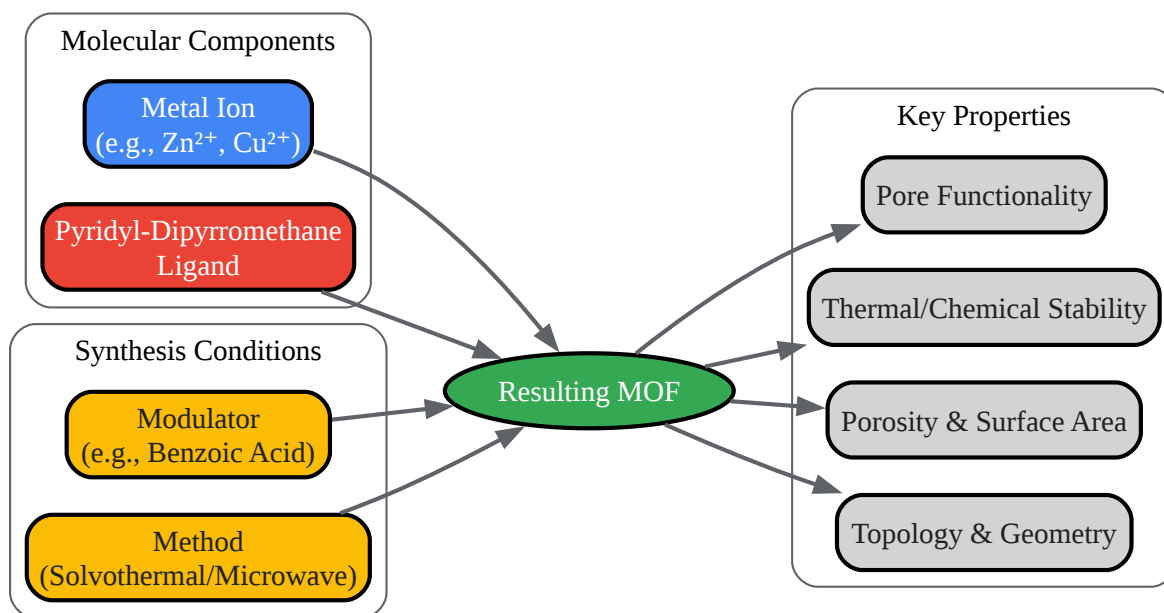 Molecular Components
Metal Ion
(e.g., Zn²⁺, Cu²⁺)
Pyridyl-Dipyrromethane
Ligand
Synthesis Conditions
Modulator
(e.g., Benzoic Acid)
Method
(Solvothermal/Microwave)
Resulting MOF
Key Properties
Pore Functionality
Thermal/Chemical Stability
Porosity & Surface Area
Topology & Geometry